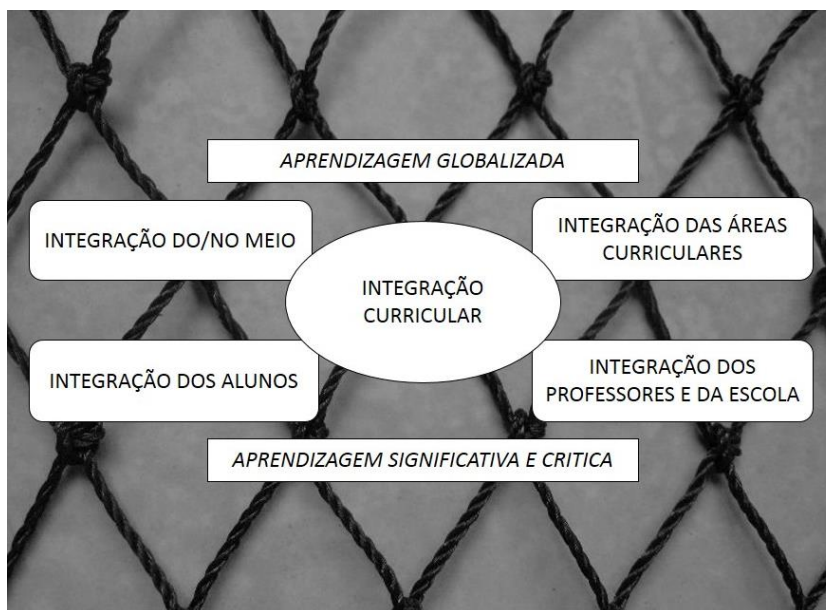 APRENDIZAGEM GLOBALIZADA
INTEGRAÇÃO DO/NO MEIO
INTEGRAÇÃO DAS ÁREAS
CURRICULARES
INTEGRAÇÃO
CURRICULAR
INTEGRAÇÃO DOS ALUNOS
INTEGRAÇÃO DOS
PROFESSORES E DA ESCOLA
APRENDIZAGEM SIGNIFICATIVA E CRITICA